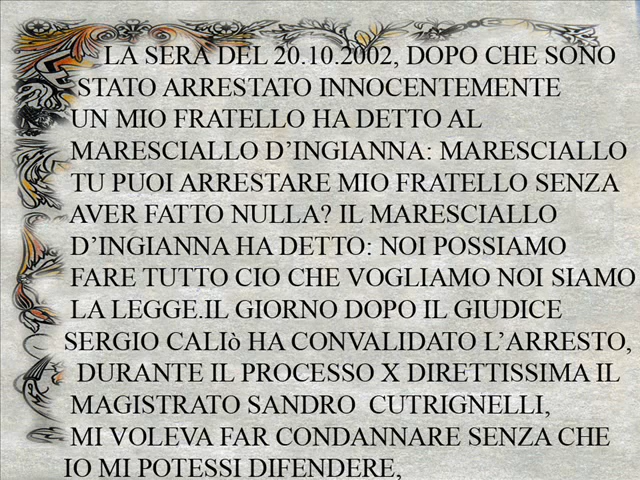 LA SERA DEL 20.10.2002, DOPO CHE SONO
STATO ARRESTATO INNOCENTEMENTE
UN MIO FRATELLO HA DETTO AL
MARESCIALLO D'INGIANNA: MARESCIALLO
TU PUOI ARRESTARE MIO FRATELLO SENZA
AVER FATTO NULLA? IL MARESCIALLO
D'INGIANNA HA DETTO: NOI POSSIAMO
FARE TUTTO CIO CHE VOGLIAMO NOI SIAMO
LA LEGGE.IL GIORNO DOPO IL GIUDICE
SERGIO CALIò HA CONVALIDATO L'ARRESTO,
DURANTE IL PROCESSO X DIRETTISSIMA IL
MAGISTRATO SANDRO CUTRIGNELLI,
MI VOLEVA FAR CONDANNARE SENZA CHE
IO MI POTESSI DIFENDERE,